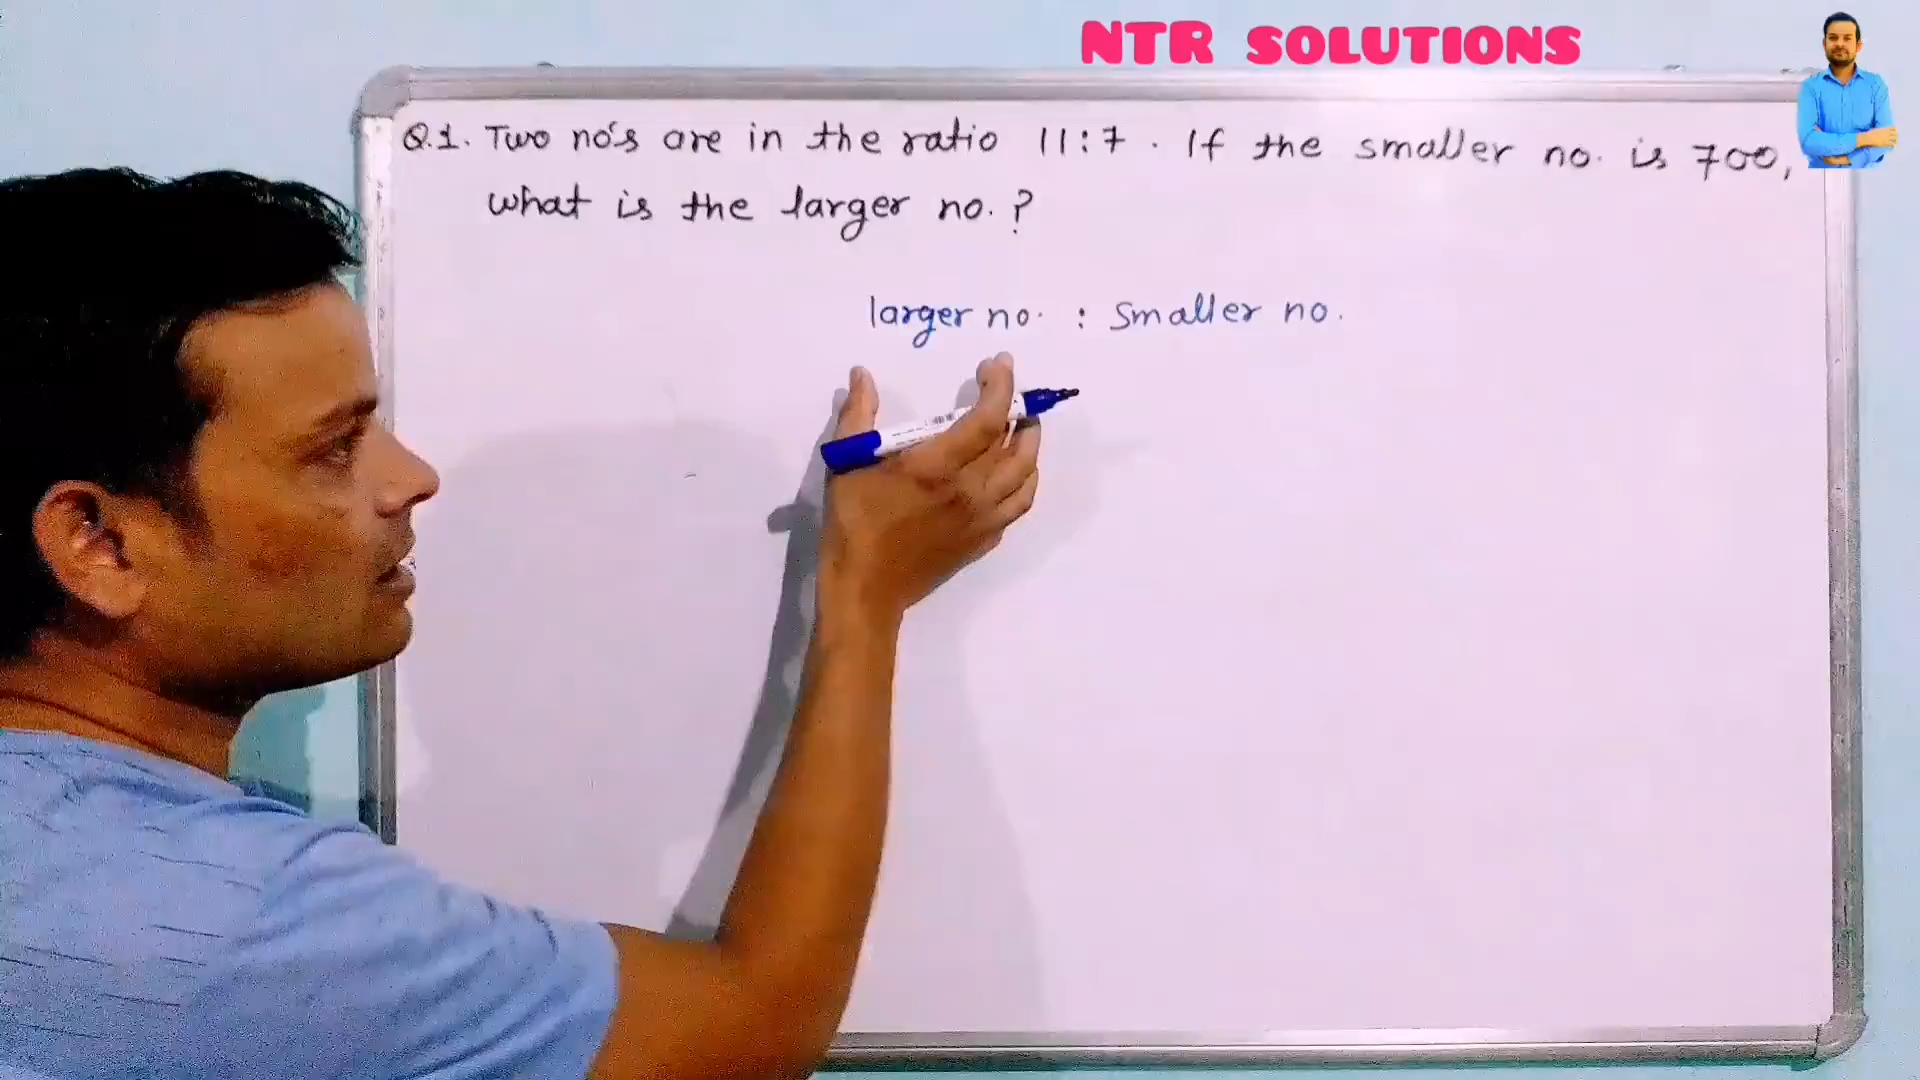 NTR SOLUTIONS
Q.1. Two no's are in the ratio 11:7. If the smaller no. is 700,
what is the larger no.?
larger no. : smaller no.